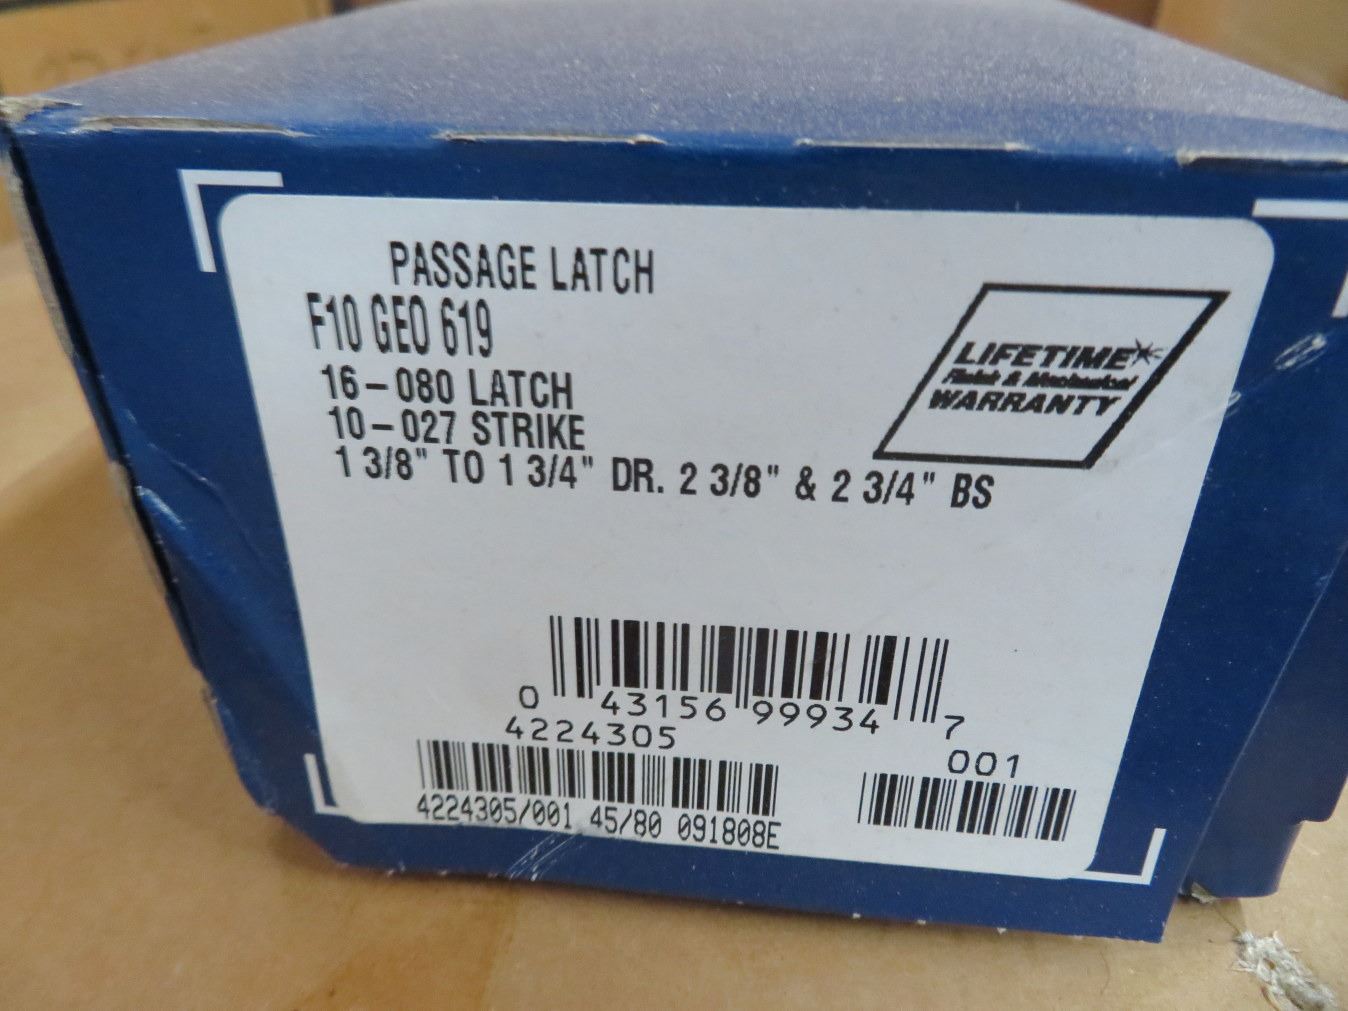 PASSAGE LATCH
F10 GEO 619
16-080 LATCH
10-027 STRIKE
1 3/8" TO 1 3/4" DR. 2 3/8" & 2 3/4" BS
LIFETIME
Finish & Mechanical
WARRANTY
0 43156 99934 7
4224305
001
4224305/001 45/80 091808E